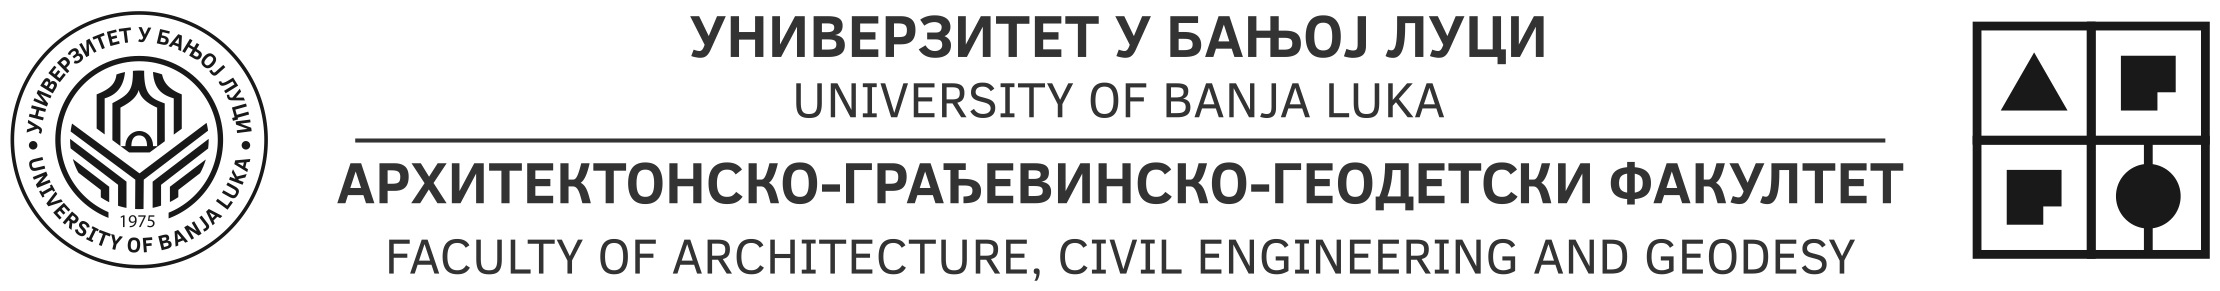 УНИВЕРЗИТЕТ У БАЊОЈ ЛУЦИ
1975
UNIVERSITY OF BANJA LUKA
УНИВЕРЗИТЕТ У БАЊОЈ ЛУЦИ
UNIVERSITY OF BANJA LUKA
АРХИТЕКТОНСКО-ГРАЂЕВИНСКО-ГЕОДЕТСКИ ФАКУЛТЕТ
FACULTY OF ARCHITECTURE, CIVIL ENGINEERING AND GEODESY